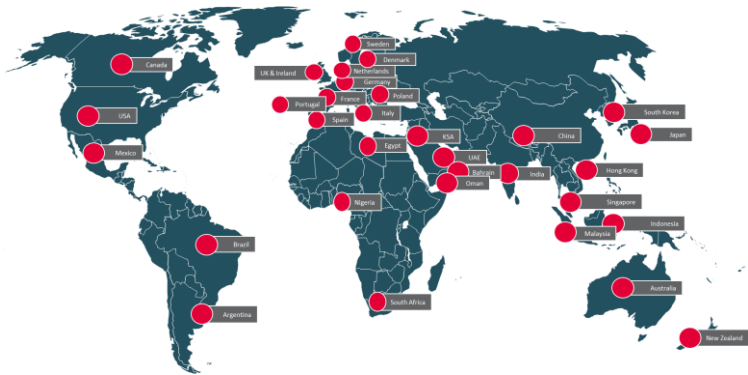 Sweden
Canada
Denmark
UK & Ireland
Netherlands
Germany
Poland
France
Portugal
USA
Italy
South Korea
Spain
KSA
China
Japan
Egypt
Mexico
UAE
Bahrain
India
Hong Kong
Oman
Nigeria
Singapore
Indonesia
Malaysia
Brazil
Australia
South Africa
Argentina
New Zealand